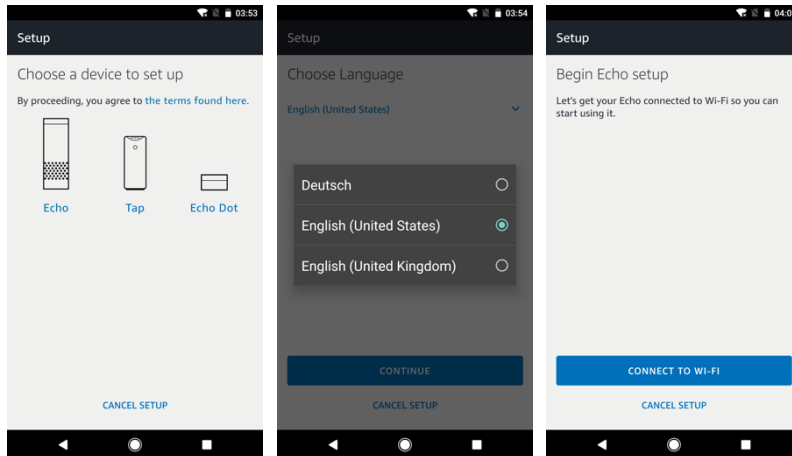 03:53
Setup
Choose a device to set up
By proceeding, you agree to the terms found here.
Echo
Tap
Echo Dot
CANCEL SETUP
03:54
Setup
Choose Language
English (United States)
Deutsch
English (United States)
English (United Kingdom)
CONTINUE
CANCEL SETUP
04:0
Setup
Begin Echo setup
Let's get your Echo connected to Wi-Fi so you can
start using it.
CONNECT TO WI-FI
CANCEL SETUP